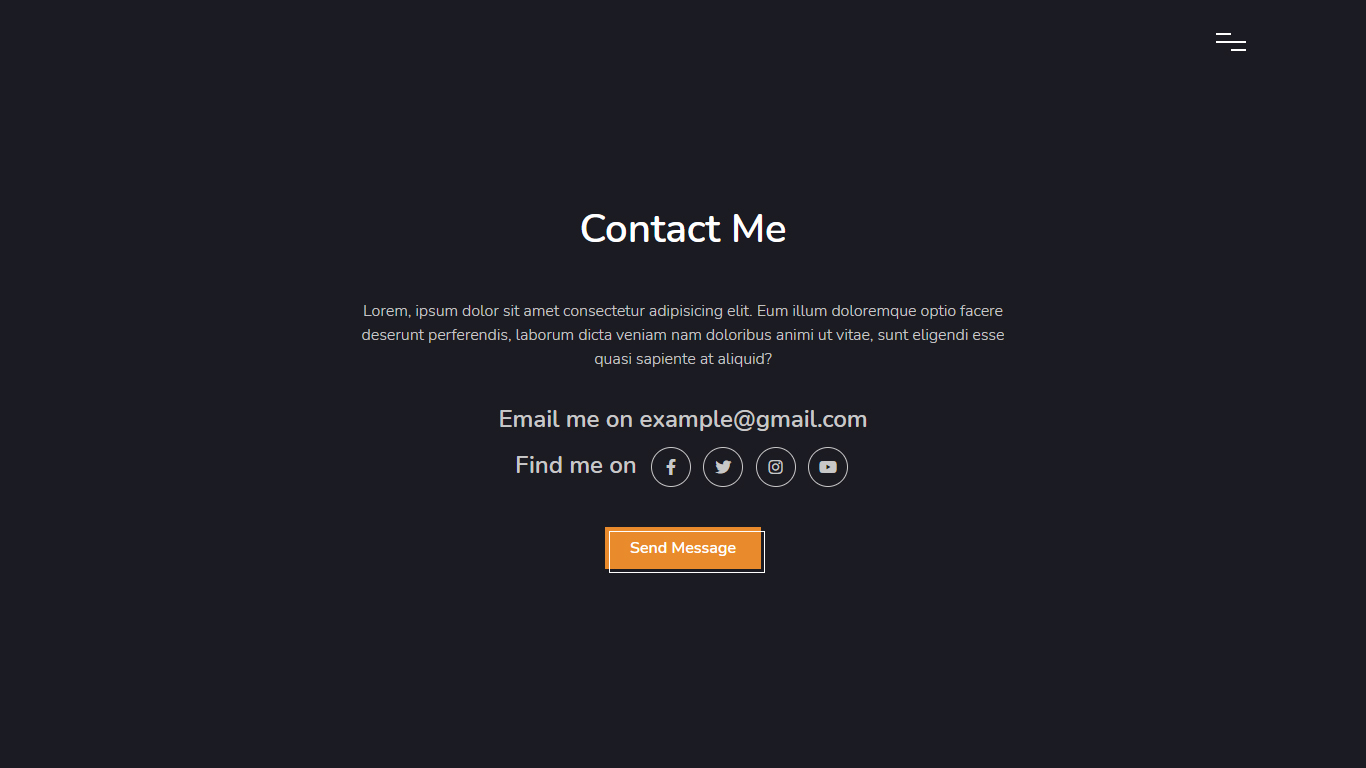 Contact Me
Lorem, ipsum dolor sit amet consectetur adipisicing elit. Eum illum doloremque optio facere
deserunt perferendis, laborum dicta veniam nam doloribus animi ut vitae, sunt eligendi esse
quasi sapiente at aliquid?
Email me on example@gmail.com
Find me on
Send Message